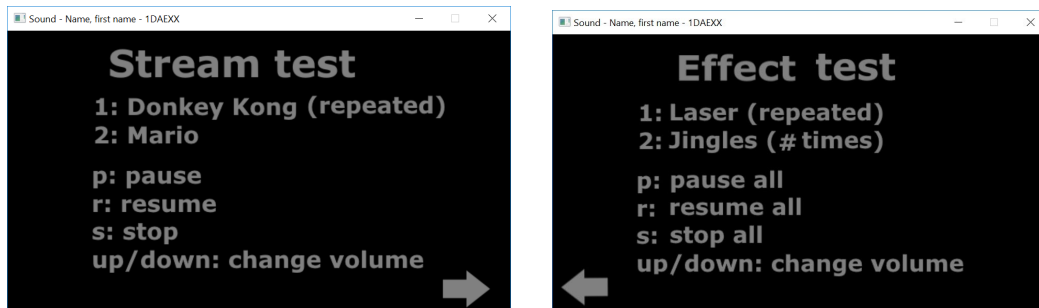 Sound - Name, first name - 1DAEXX
Stream test
1: Donkey Kong (repeated)
2: Mario
p: pause
r: resume
s: stop
up/down: change volume
Sound - Name, first name - 1DAEXX
Effect test
1: Laser (repeated)
2: Jingles (# times)
p: pause all
r: resume all
s: stop all
up/down: change volume